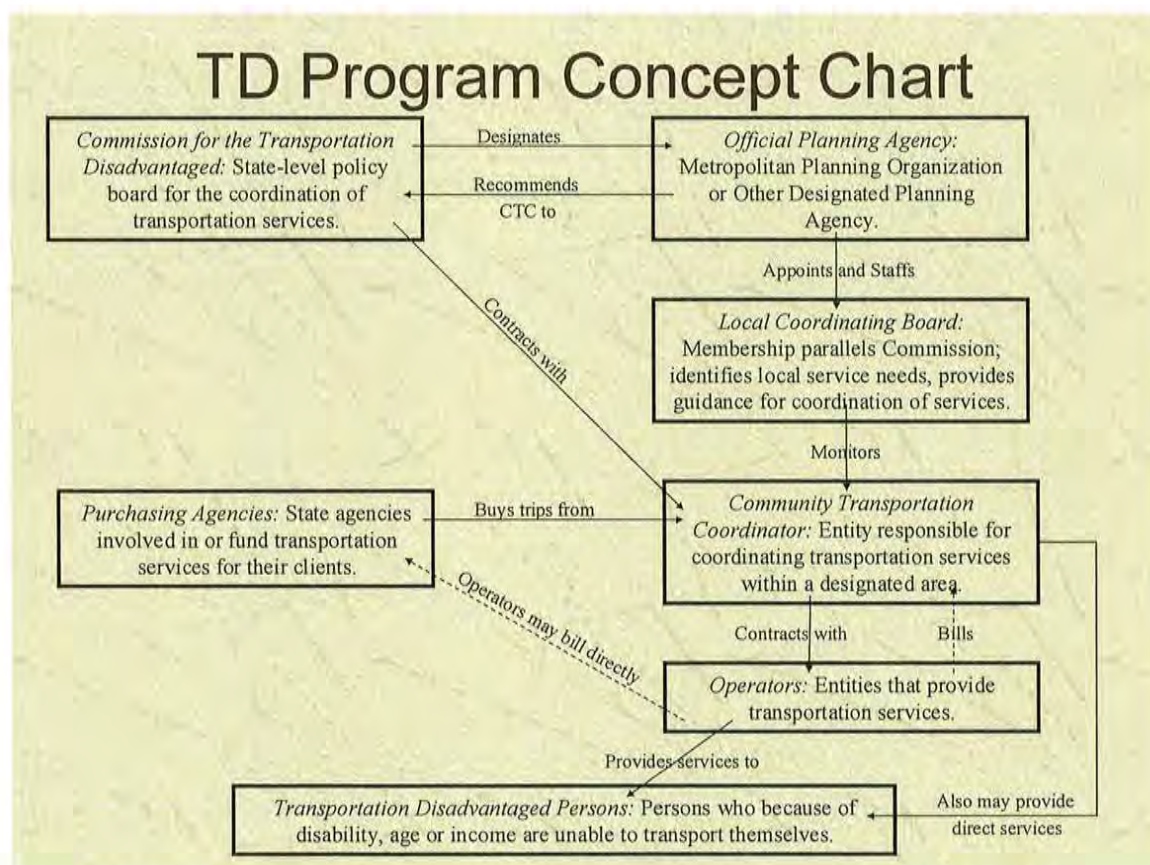 TD Program Concept Chart
Commission for the Transportation
Disadvantaged: State-level policy
board for the coordination of
transportation services.
Designates
Recommends
CTC to
Official Planning Agency:
Metropolitan Planning Organization
or Other Designated Planning
Agency.
Appoints and Staffs
Contracts with
Local Coordinating Board:
Membership parallels Commission;
identifies local service needs, provides
guidance for coordination of services.
Monitors
Purchasing Agencies: State agencies
involved in or fund transportation
services for their clients.
Buys trips from
Community Transportation
Coordinator: Entity responsible for
coordinating transportation services
within a designated area.
Operators may bill directly
Contracts with
Bills
Operators: Entities that provide
transportation services.
Provides services to
Transportation Disadvantaged Persons: Persons who because of
disability, age or income are unable to transport themselves.
Also may provide
direct services